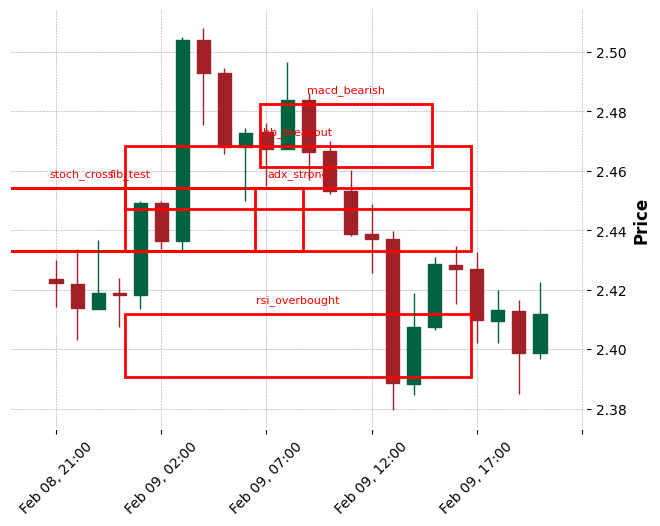 2.50
macd_bearish
2.48
bb_breakout
2.46
stoch_cross
fib_test
adx_strong
2.44
2.42
rsi_overbought
2.40
2.38
Price
Feb 08, 21:00
Feb 09, 02:00
Feb 09, 07:00
Feb 09, 12:00
Feb 09, 17:00